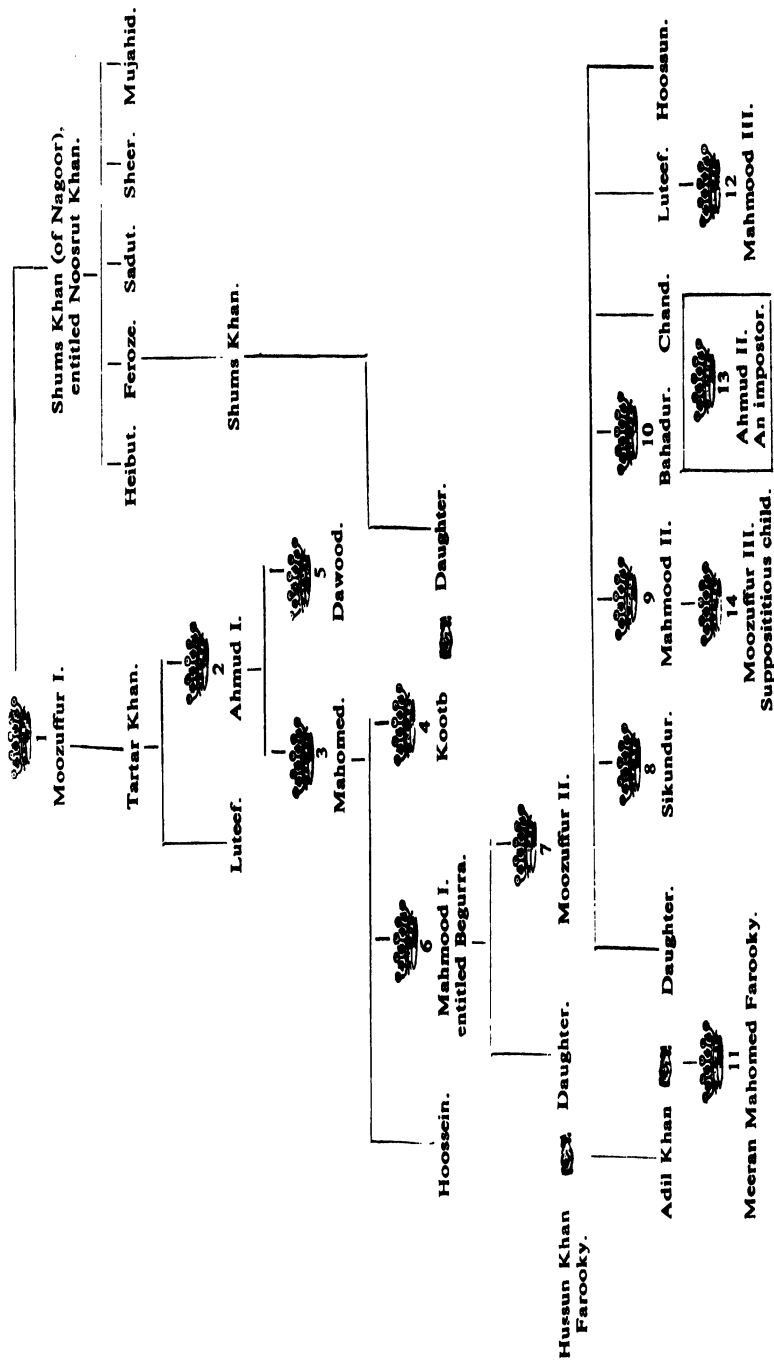 1
Moozuffur I.
Shums Khan (of Nagoor),
entitled Noosrut Khan.
Tartar Khan.
Heibut. Feroze. Sadut. Sheer. Mujahid.
2
Luteef. Ahmud I. Shums Khan.
3 5
Mahomed. Dawood.
6 4
Hoossein. Mahmood I. Kootb Daughter.
entitled Begurra.
7
Hussun Khan Daughter. Moozuffur II.
Farooky.
8 9 10
Adil Khan Daughter. Sikundur. Mahmood II. Bahadur. Chand. Luteef. Hoossun.
11 14 13 12
Meeran Mahomed Farooky. Moozuffur III. Ahmud II. Mahmood III.
Supposititious child. An impostor.